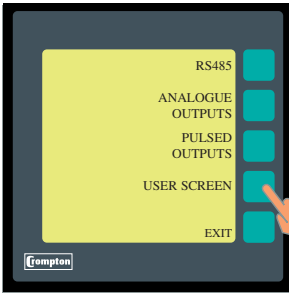 RS485
ANALOGUE
OUTPUTS
PULSED
OUTPUTS
USER SCREEN
EXIT
Crompton